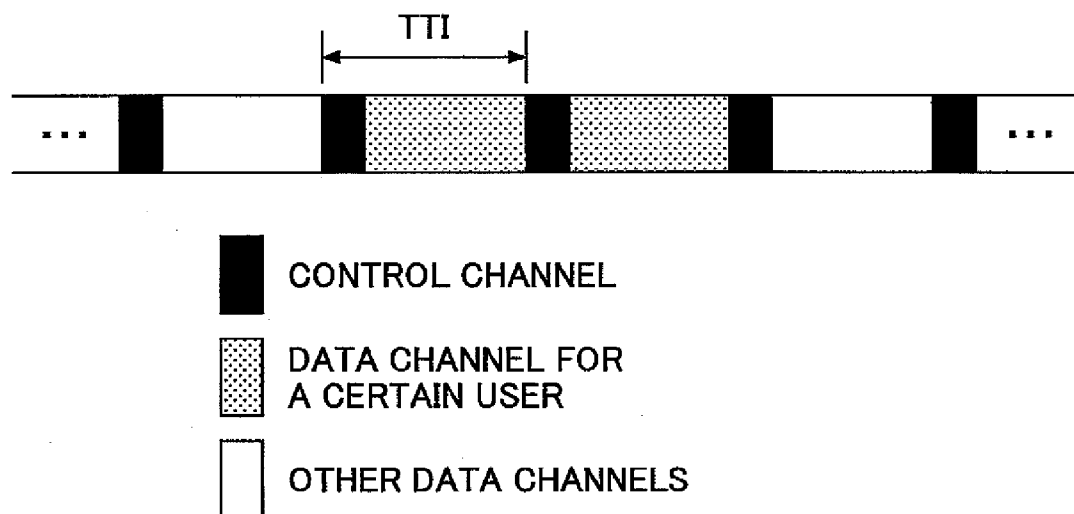 TTI
... ...
CONTROL CHANNEL
DATA CHANNEL FOR
A CERTAIN USER
OTHER DATA CHANNELS